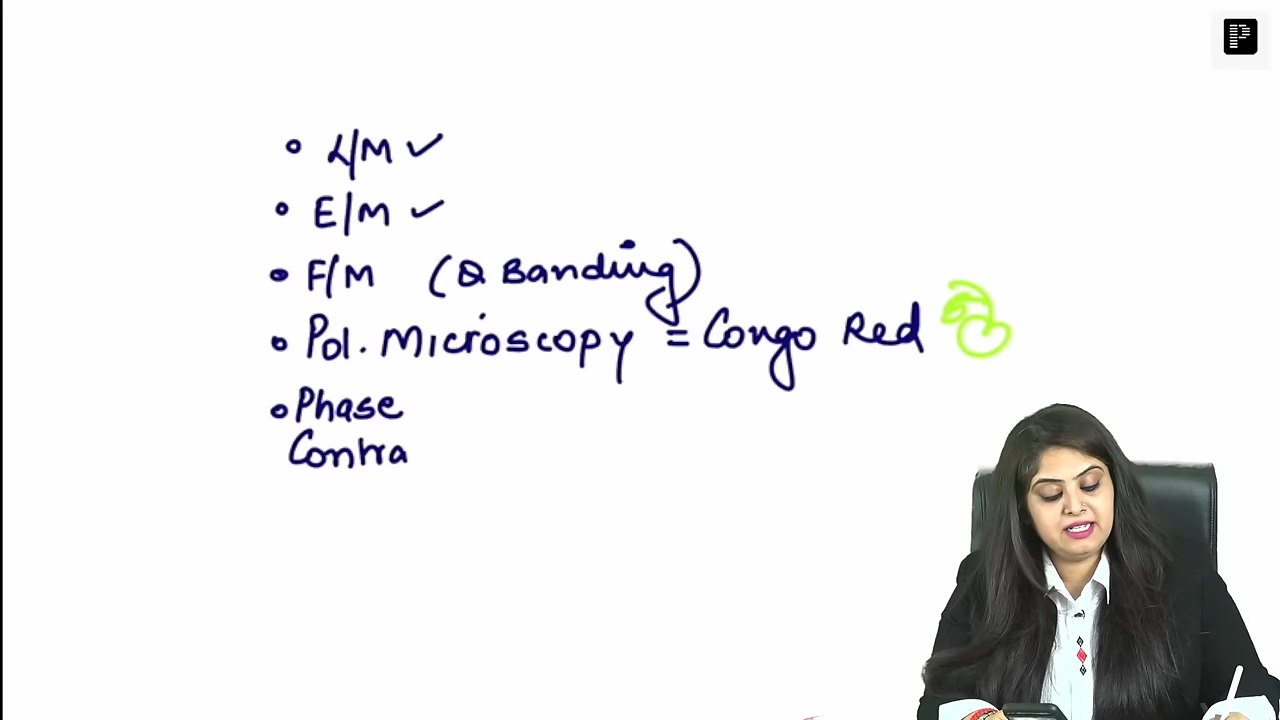 • L/M ✓
• E/M ✓
• F/M (Q Banding)
• Pol. Microscopy = Congo Red
• Phase
Contra
P